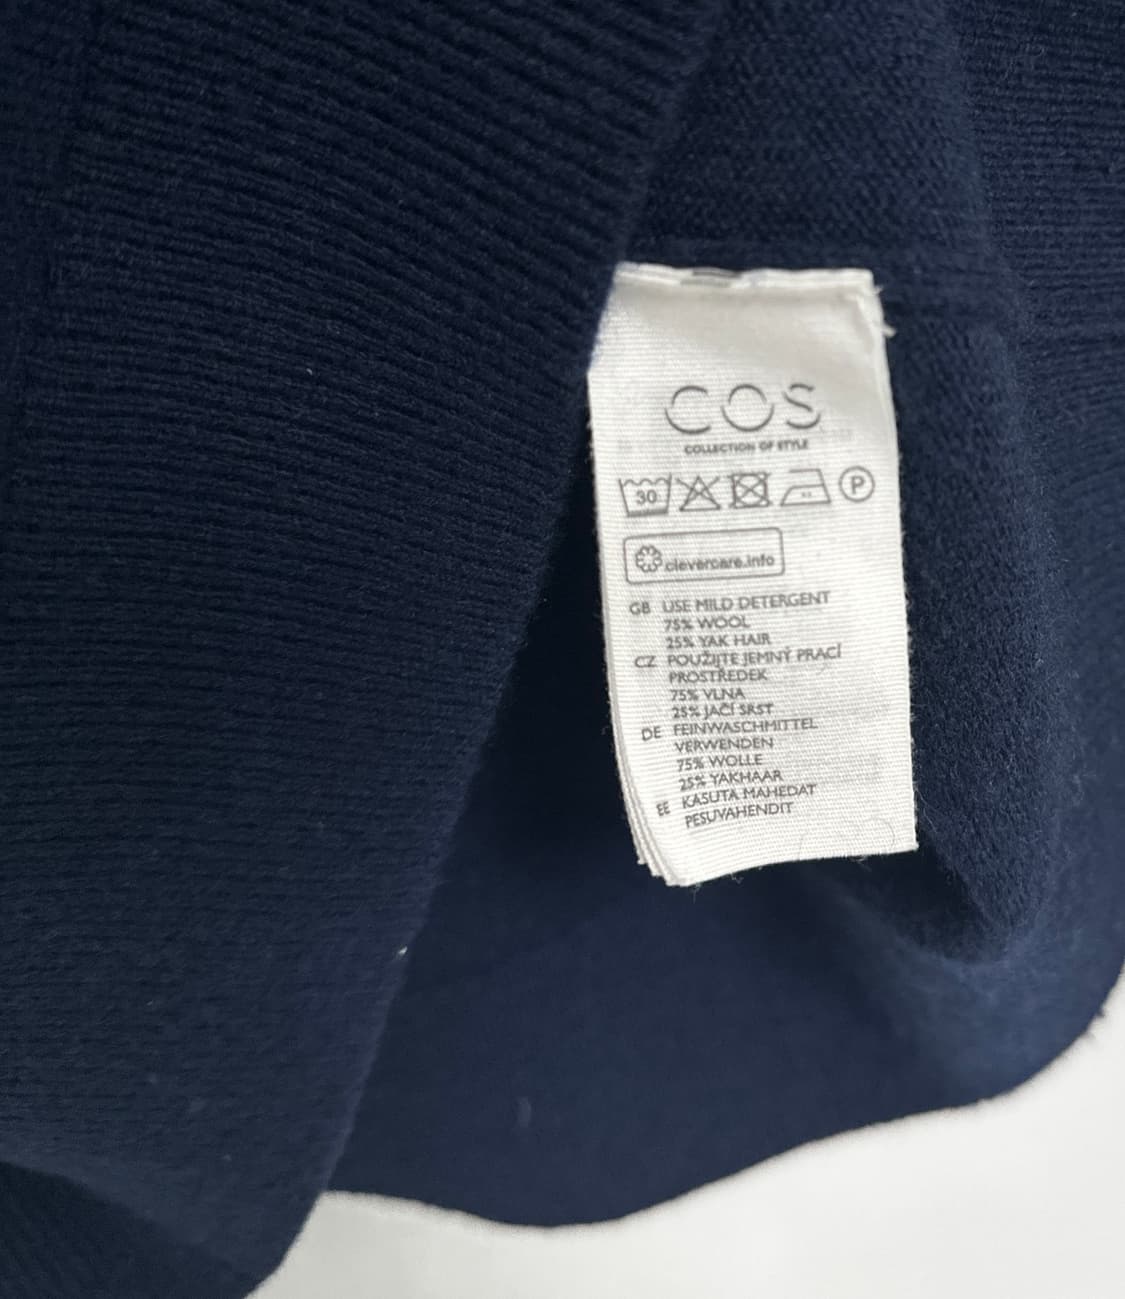 COS
COLLECTION OF STYLE
30 P
clevercare.info
GB USE MILD DETERGENT
75% WOOL
25% YAK HAIR
CZ POUŽIJTE JEMNÝ PRACÍ
PROSTŘEDEK
75% VLNA
25% JAČÍ SRST
DE FEINWASCHMITTEL
VERWENDEN
75% WOLLE
25% YAKHAAR
EE KASUTA MAHEDAT
PESUVAHENDIT